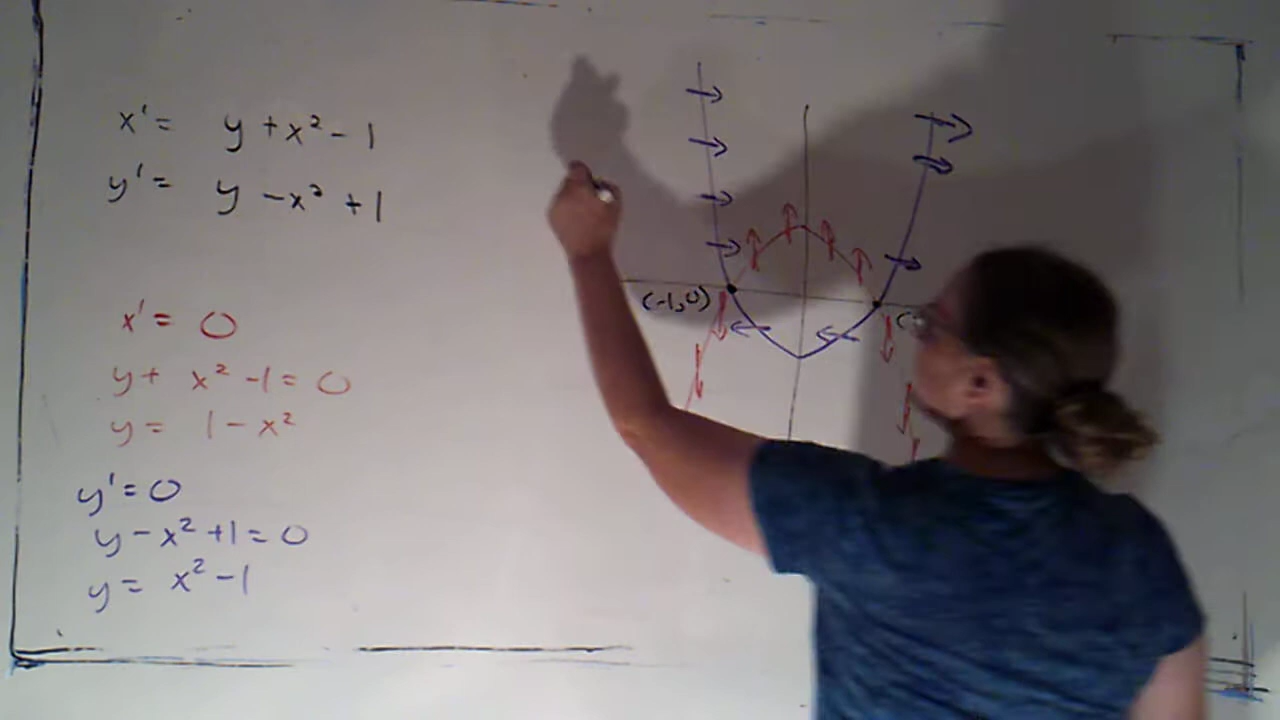 x' = y + x² - 1
y' = y - x² + 1
x' = 0
y + x² - 1 = 0
y = 1 - x²
y' = 0
y - x² + 1 = 0
y = x² - 1
(-1,0)